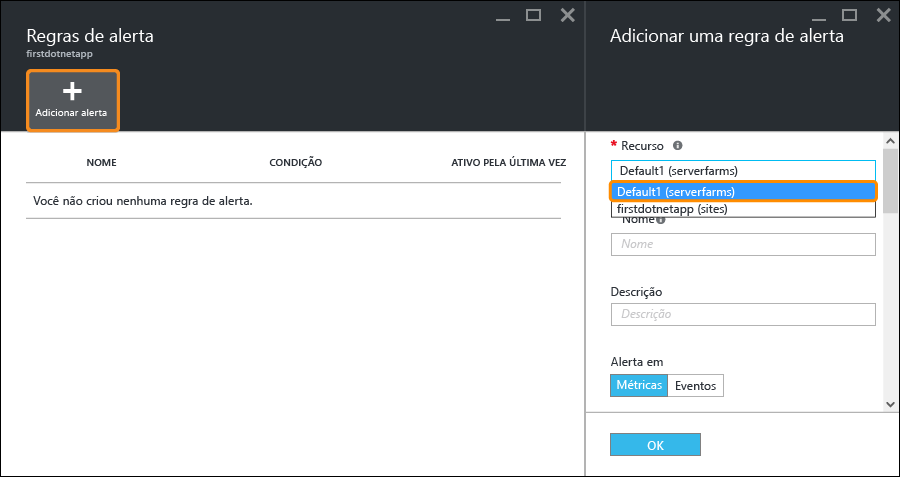 Regras de alerta
firstdotnetapp
Adicionar alerta
NOME CONDIÇÃO ATIVO PELA ÚLTIMA VEZ
Você não criou nenhuma regra de alerta.
Adicionar uma regra de alerta
* Recurso
Default1 (serverfarms)
Default1 (serverfarms)
firstdotnetapp (sites)
Nome
Nome
Descrição
Descrição
Alerta em
Métricas Eventos
OK